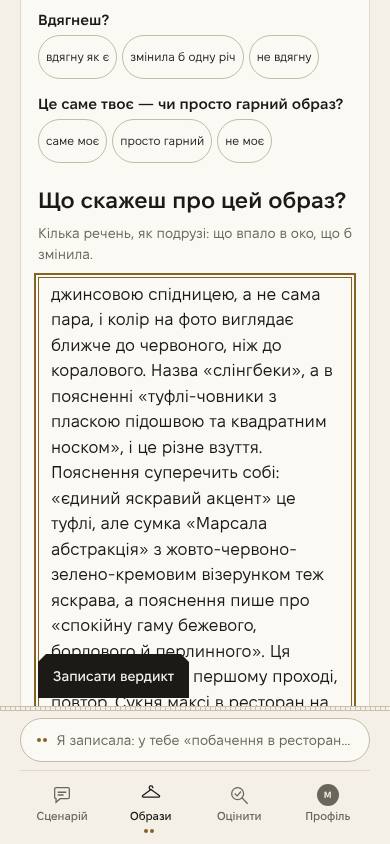 Вдягнеш?
вдягну як є
змінила б одну річ
не вдягну
Це саме твоє — чи просто гарний образ?
саме моє
просто гарний
не моє
Що скажеш про цей образ?
Кілька речень, як подрузі: що впало в око, що б
змінила.
джинсовою спідницею, а не сама
пара, і колір на фото виглядає
ближче до червоного, ніж до
коралового. Назва «слінгбеки», а в
поясненні «туфлі-човники з
пласкою підошвою та квадратним
носком», і це різне взуття.
Пояснення суперечить собі:
«єдиний яскравий акцент» це
туфлі, але сумка «Марсала
абстракція» з жовто-червоно-
зелено-кремовим візерунком теж
яскрава, а пояснення пише про
«спокійну гаму бежевого,
бордового й перлинного». Ця
першому проході,
повтор. Сукня максі в ресторан на
Записати вердикт
Я записала: у тебе «побачення в ресторан...
Сценарій
Образи
Оцінити
М
Профіль